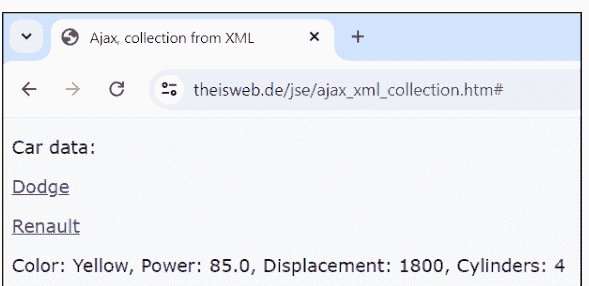 Ajax, collection from XML
theisweb.de/jse/ajax_xml_collection.htm#
Car data:
Dodge
Renault
Color: Yellow, Power: 85.0, Displacement: 1800, Cylinders: 4